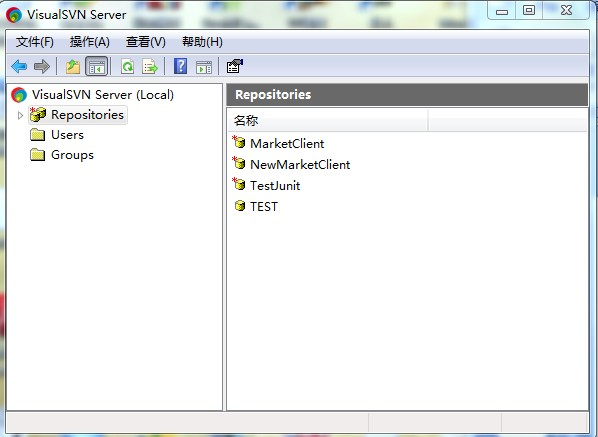 VisualSVN Server
文件(F) 操作(A) 查看(V) 帮助(H)
VisualSVN Server (Local)
Repositories
Users
Groups
Repositories
名称
MarketClient
NewMarketClient
TestJunit
TEST